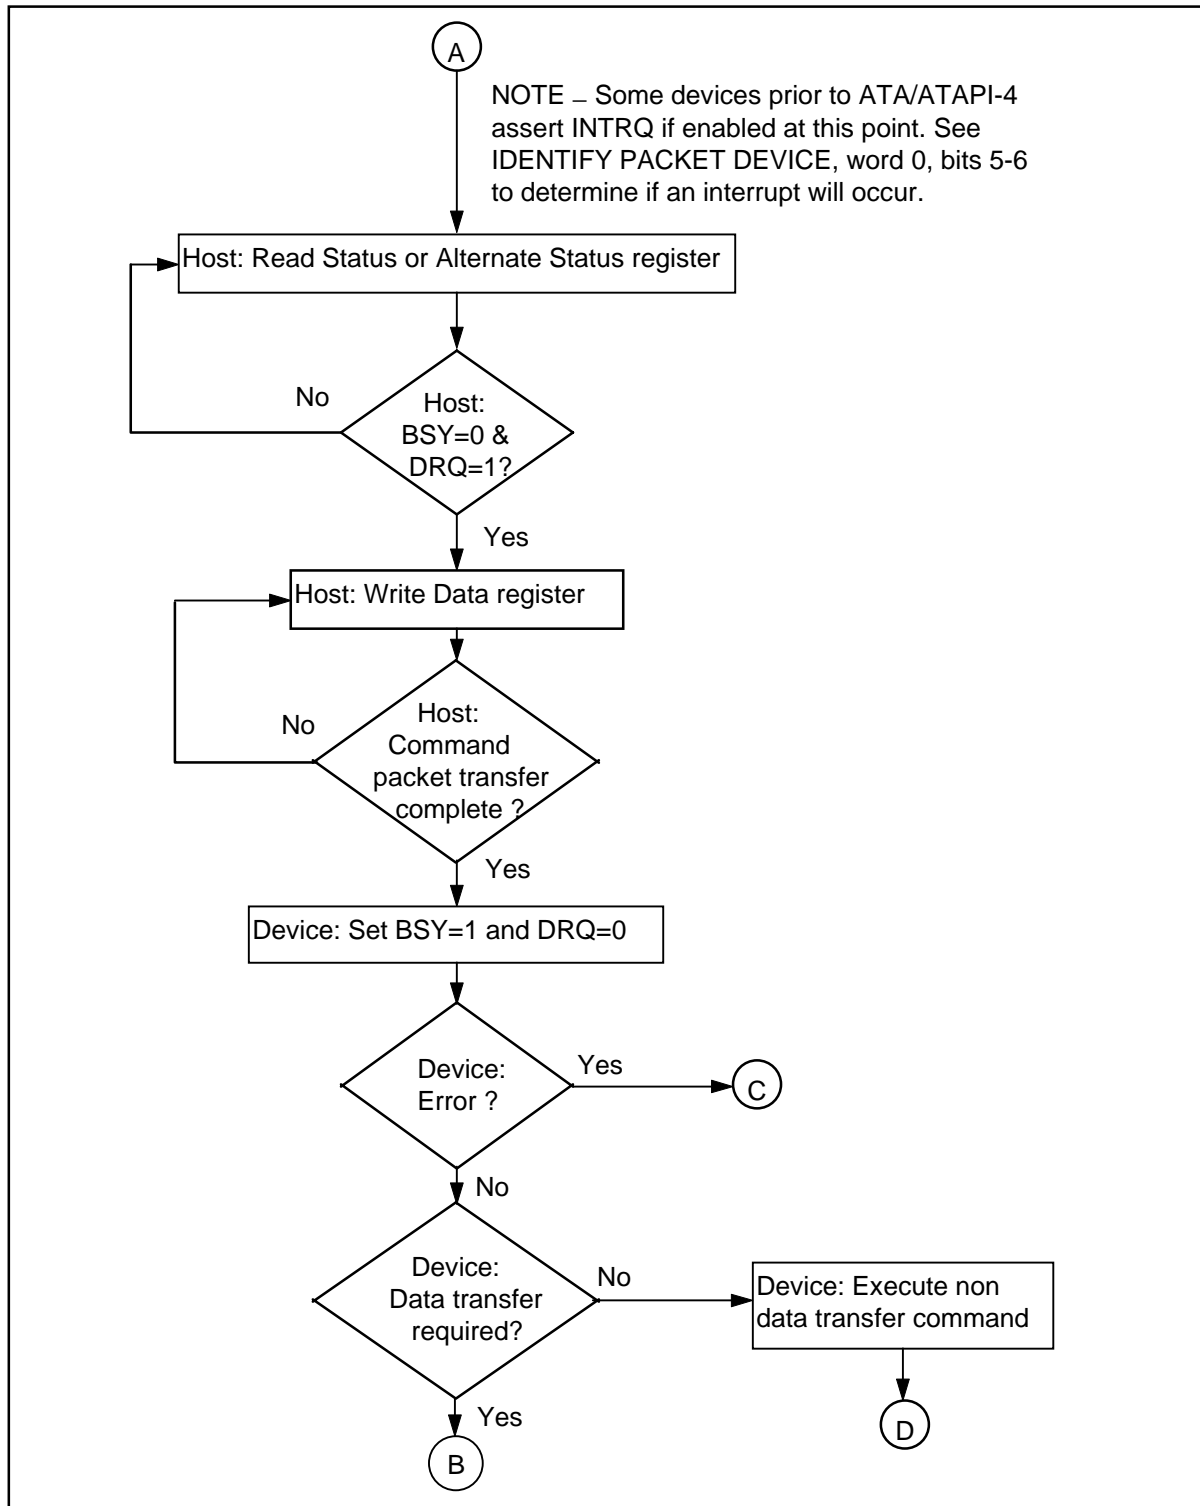 A
NOTE – Some devices prior to ATA/ATAPI-4
assert INTRQ if enabled at this point. See
IDENTIFY PACKET DEVICE, word 0, bits 5-6
to determine if an interrupt will occur.
Host: Read Status or Alternate Status register
No
Host:
BSY=0 &
DRQ=1?
Yes
Host: Write Data register
No
Host:
Command
packet transfer
complete ?
Yes
Device: Set BSY=1 and DRQ=0
Device:
Error ?
Yes
C
No
Device:
Data transfer
required?
No
Device: Execute non
data transfer command
Yes
D
B